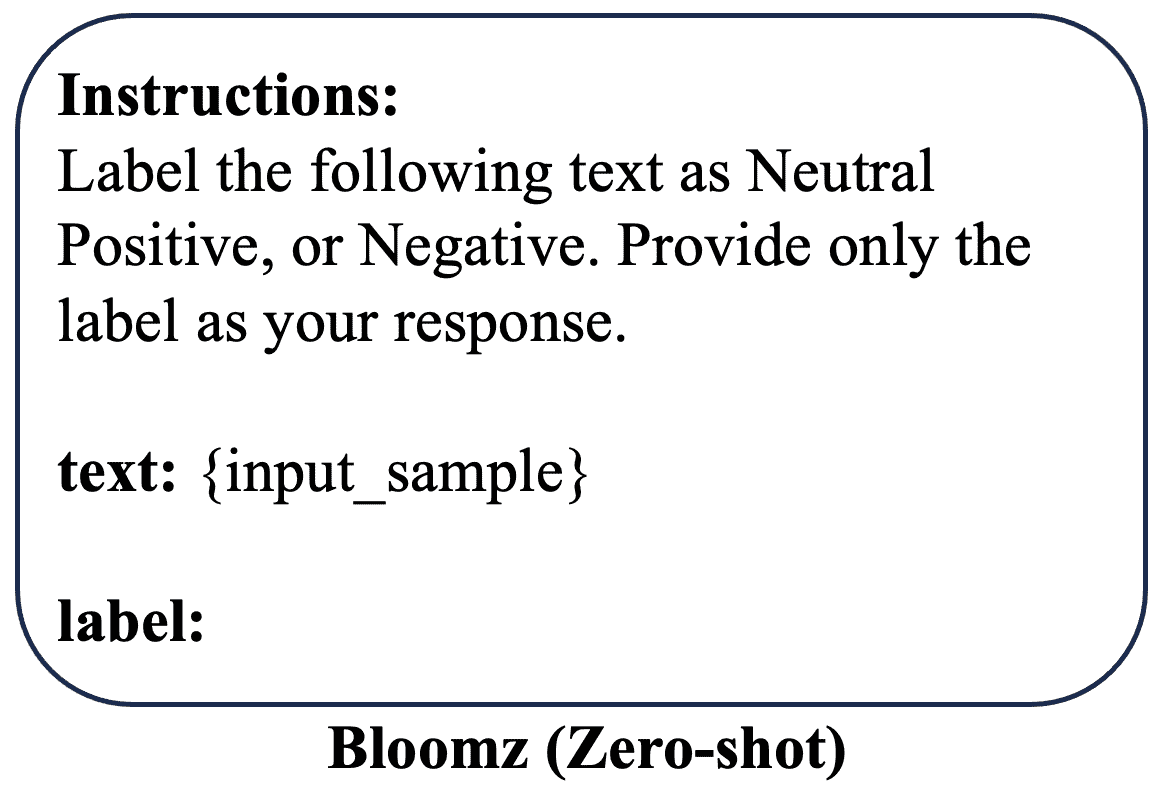 Instructions:
Label the following text as Neutral
Positive, or Negative. Provide only the
label as your response.
text: {input_sample}
label:
Bloomz (Zero-shot)